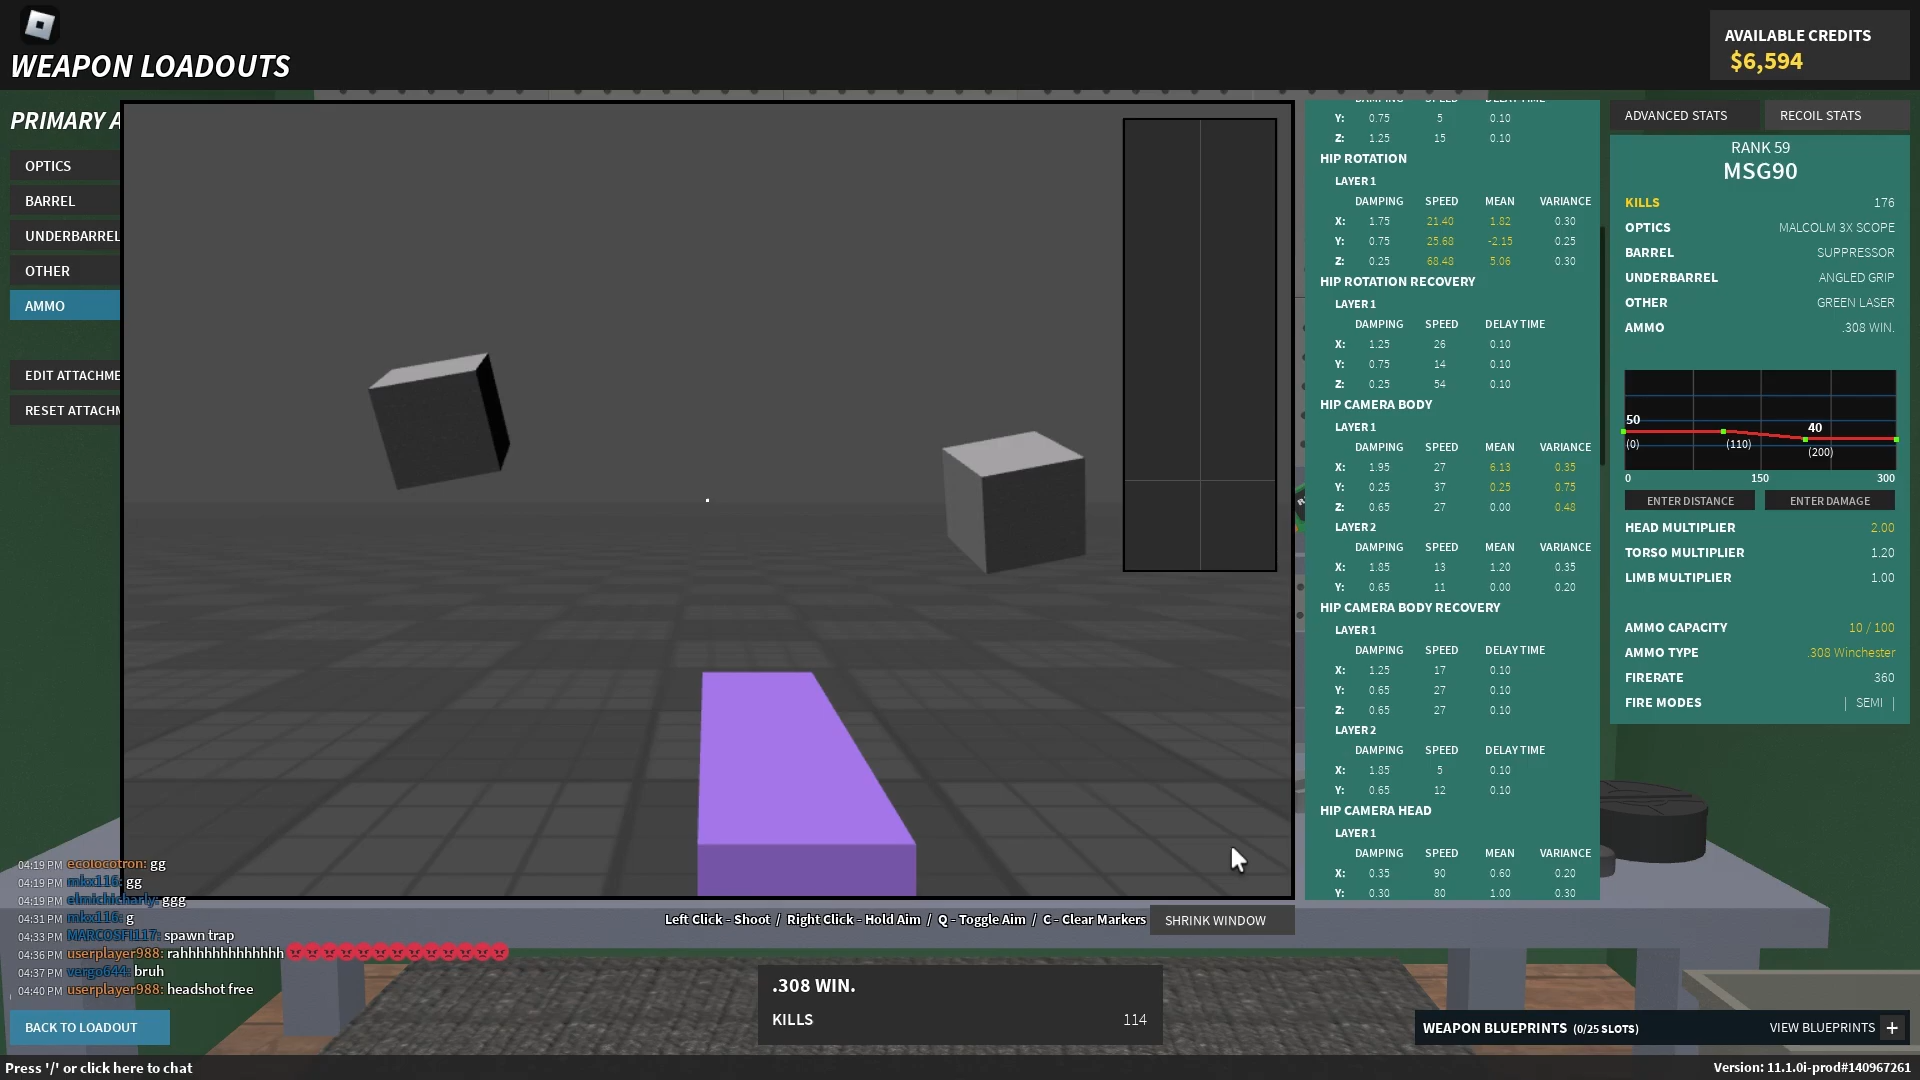 WEAPON LOADOUTS
AVAILABLE CREDITS
$6,594
PRIMARY A
OPTICS
BARREL
UNDERBARREL
OTHER
AMMO
EDIT ATTACHME
RESET ATTACHM
DAMPING SPEED DELAY TIME
Y: 0.75 5 0.10
Z: 1.25 15 0.10
HIP ROTATION
LAYER 1
DAMPING SPEED MEAN VARIANCE
X: 1.75 21.40 1.82 0.30
Y: 0.75 25.68 -2.15 0.25
Z: 0.25 68.48 5.06 0.30
HIP ROTATION RECOVERY
LAYER 1
DAMPING SPEED DELAY TIME
X: 1.25 26 0.10
Y: 0.75 14 0.10
Z: 0.25 54 0.10
HIP CAMERA BODY
LAYER 1
DAMPING SPEED MEAN VARIANCE
X: 1.95 27 6.13 0.35
Y: 0.25 37 0.25 0.75
Z: 0.65 27 0.00 0.48
LAYER 2
DAMPING SPEED MEAN VARIANCE
X: 1.85 13 1.20 0.35
Y: 0.65 11 0.00 0.20
HIP CAMERA BODY RECOVERY
LAYER 1
DAMPING SPEED DELAY TIME
X: 1.25 17 0.10
Y: 0.65 27 0.10
Z: 0.65 27 0.10
LAYER 2
DAMPING SPEED DELAY TIME
X: 1.85 5 0.10
Y: 0.65 12 0.10
HIP CAMERA HEAD
LAYER 1
DAMPING SPEED MEAN VARIANCE
X: 0.35 90 0.60 0.20
Y: 0.30 80 1.00 0.30
ADVANCED STATS RECOIL STATS
RANK 59
MSG90
KILLS 176
OPTICS MALCOLM 3X SCOPE
BARREL SUPPRESSOR
UNDERBARREL ANGLED GRIP
OTHER GREEN LASER
AMMO .308 WIN.
50
40
(0) (110) (200)
0 150 300
ENTER DISTANCE ENTER DAMAGE
HEAD MULTIPLIER 2.00
TORSO MULTIPLIER 1.20
LIMB MULTIPLIER 1.00
AMMO CAPACITY 10 / 100
AMMO TYPE .308 Winchester
FIRERATE 360
FIRE MODES | SEMI |
04:19 PM ecolocotron: gg
04:19 PM mkx116: gg
04:19 PM elmichicharly: ggg
04:31 PM mkx116: g
04:33 PM MARCOSFI117: spawn trap
04:36 PM userplayer988: rahhhhhhhhhhhhh 😡😡😡😡😡😡😡😡😡😡😡😡😡
04:37 PM vergo644: bruh
04:40 PM userplayer988: headshot free
Left Click - Shoot / Right Click - Hold Aim / Q - Toggle Aim / C - Clear Markers
SHRINK WINDOW
.308 WIN.
KILLS 114
BACK TO LOADOUT
WEAPON BLUEPRINTS (0/25 SLOTS) VIEW BLUEPRINTS +
Press '/' or click here to chat
Version: 11.1.0i-prod#140967261